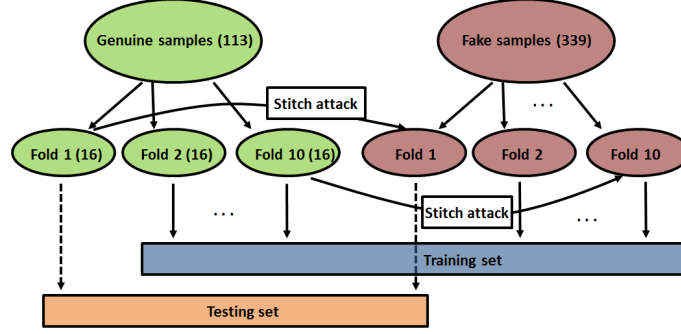 Genuine samples (113)
Fake samples (339)
Stitch attack
...
Fold 1 (16)
Fold 2 (16)
Fold 10 (16)
Fold 1
Fold 2
Fold 10
...
Stitch attack
...
Training set
Testing set